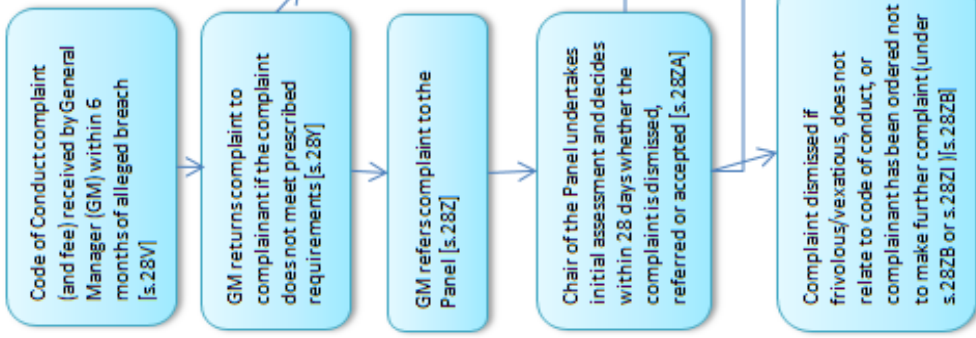 Code of Conduct complaint
(and fee) received by General
Manager (GM) within 6
months of alleged breach
[s.28V]
GM returns complaint to
complainant if the complaint
does not meet prescribed
requirements [s.28Y]
GM refers complaint to the
Panel [s.28Z]
Chair of the Panel undertakes
initial assessment and decides
within 28 days whether the
complaint is dismissed,
referred or accepted [s.28ZA]
Complaint dismissed if
frivolous/vexatious, does not
relate to code of conduct, or
complainant has been ordered not
to make further complaint (under
s.28ZB or s.28ZI )[s.28ZB]